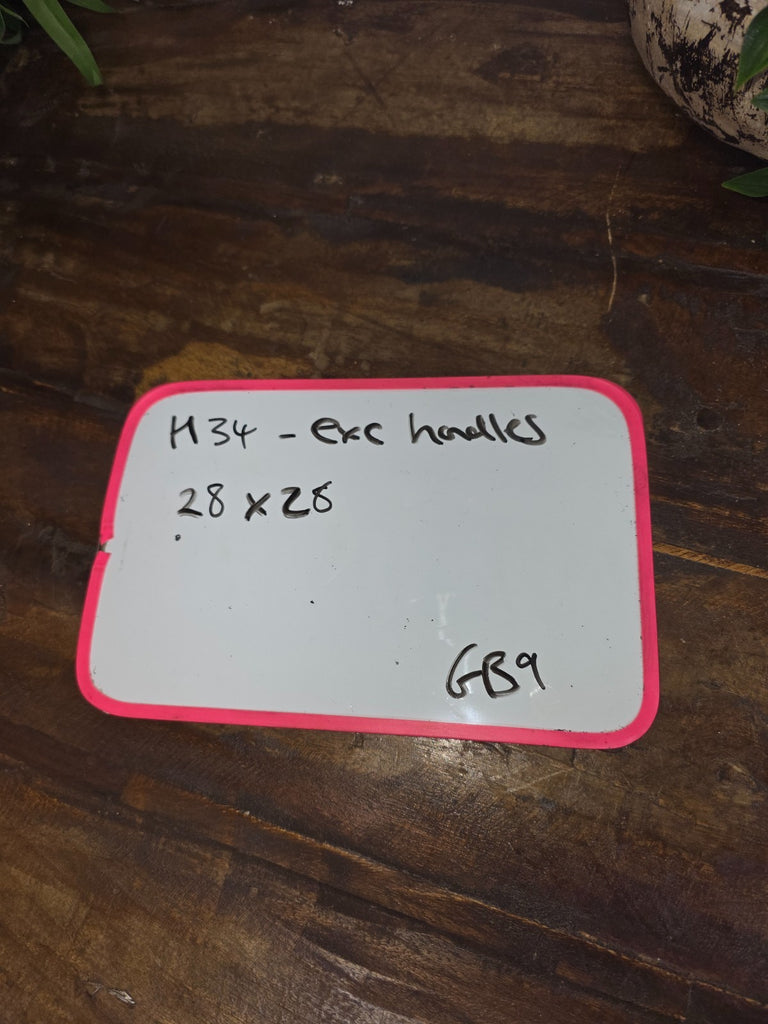 H34 - exc handles
28 x 28
GB9